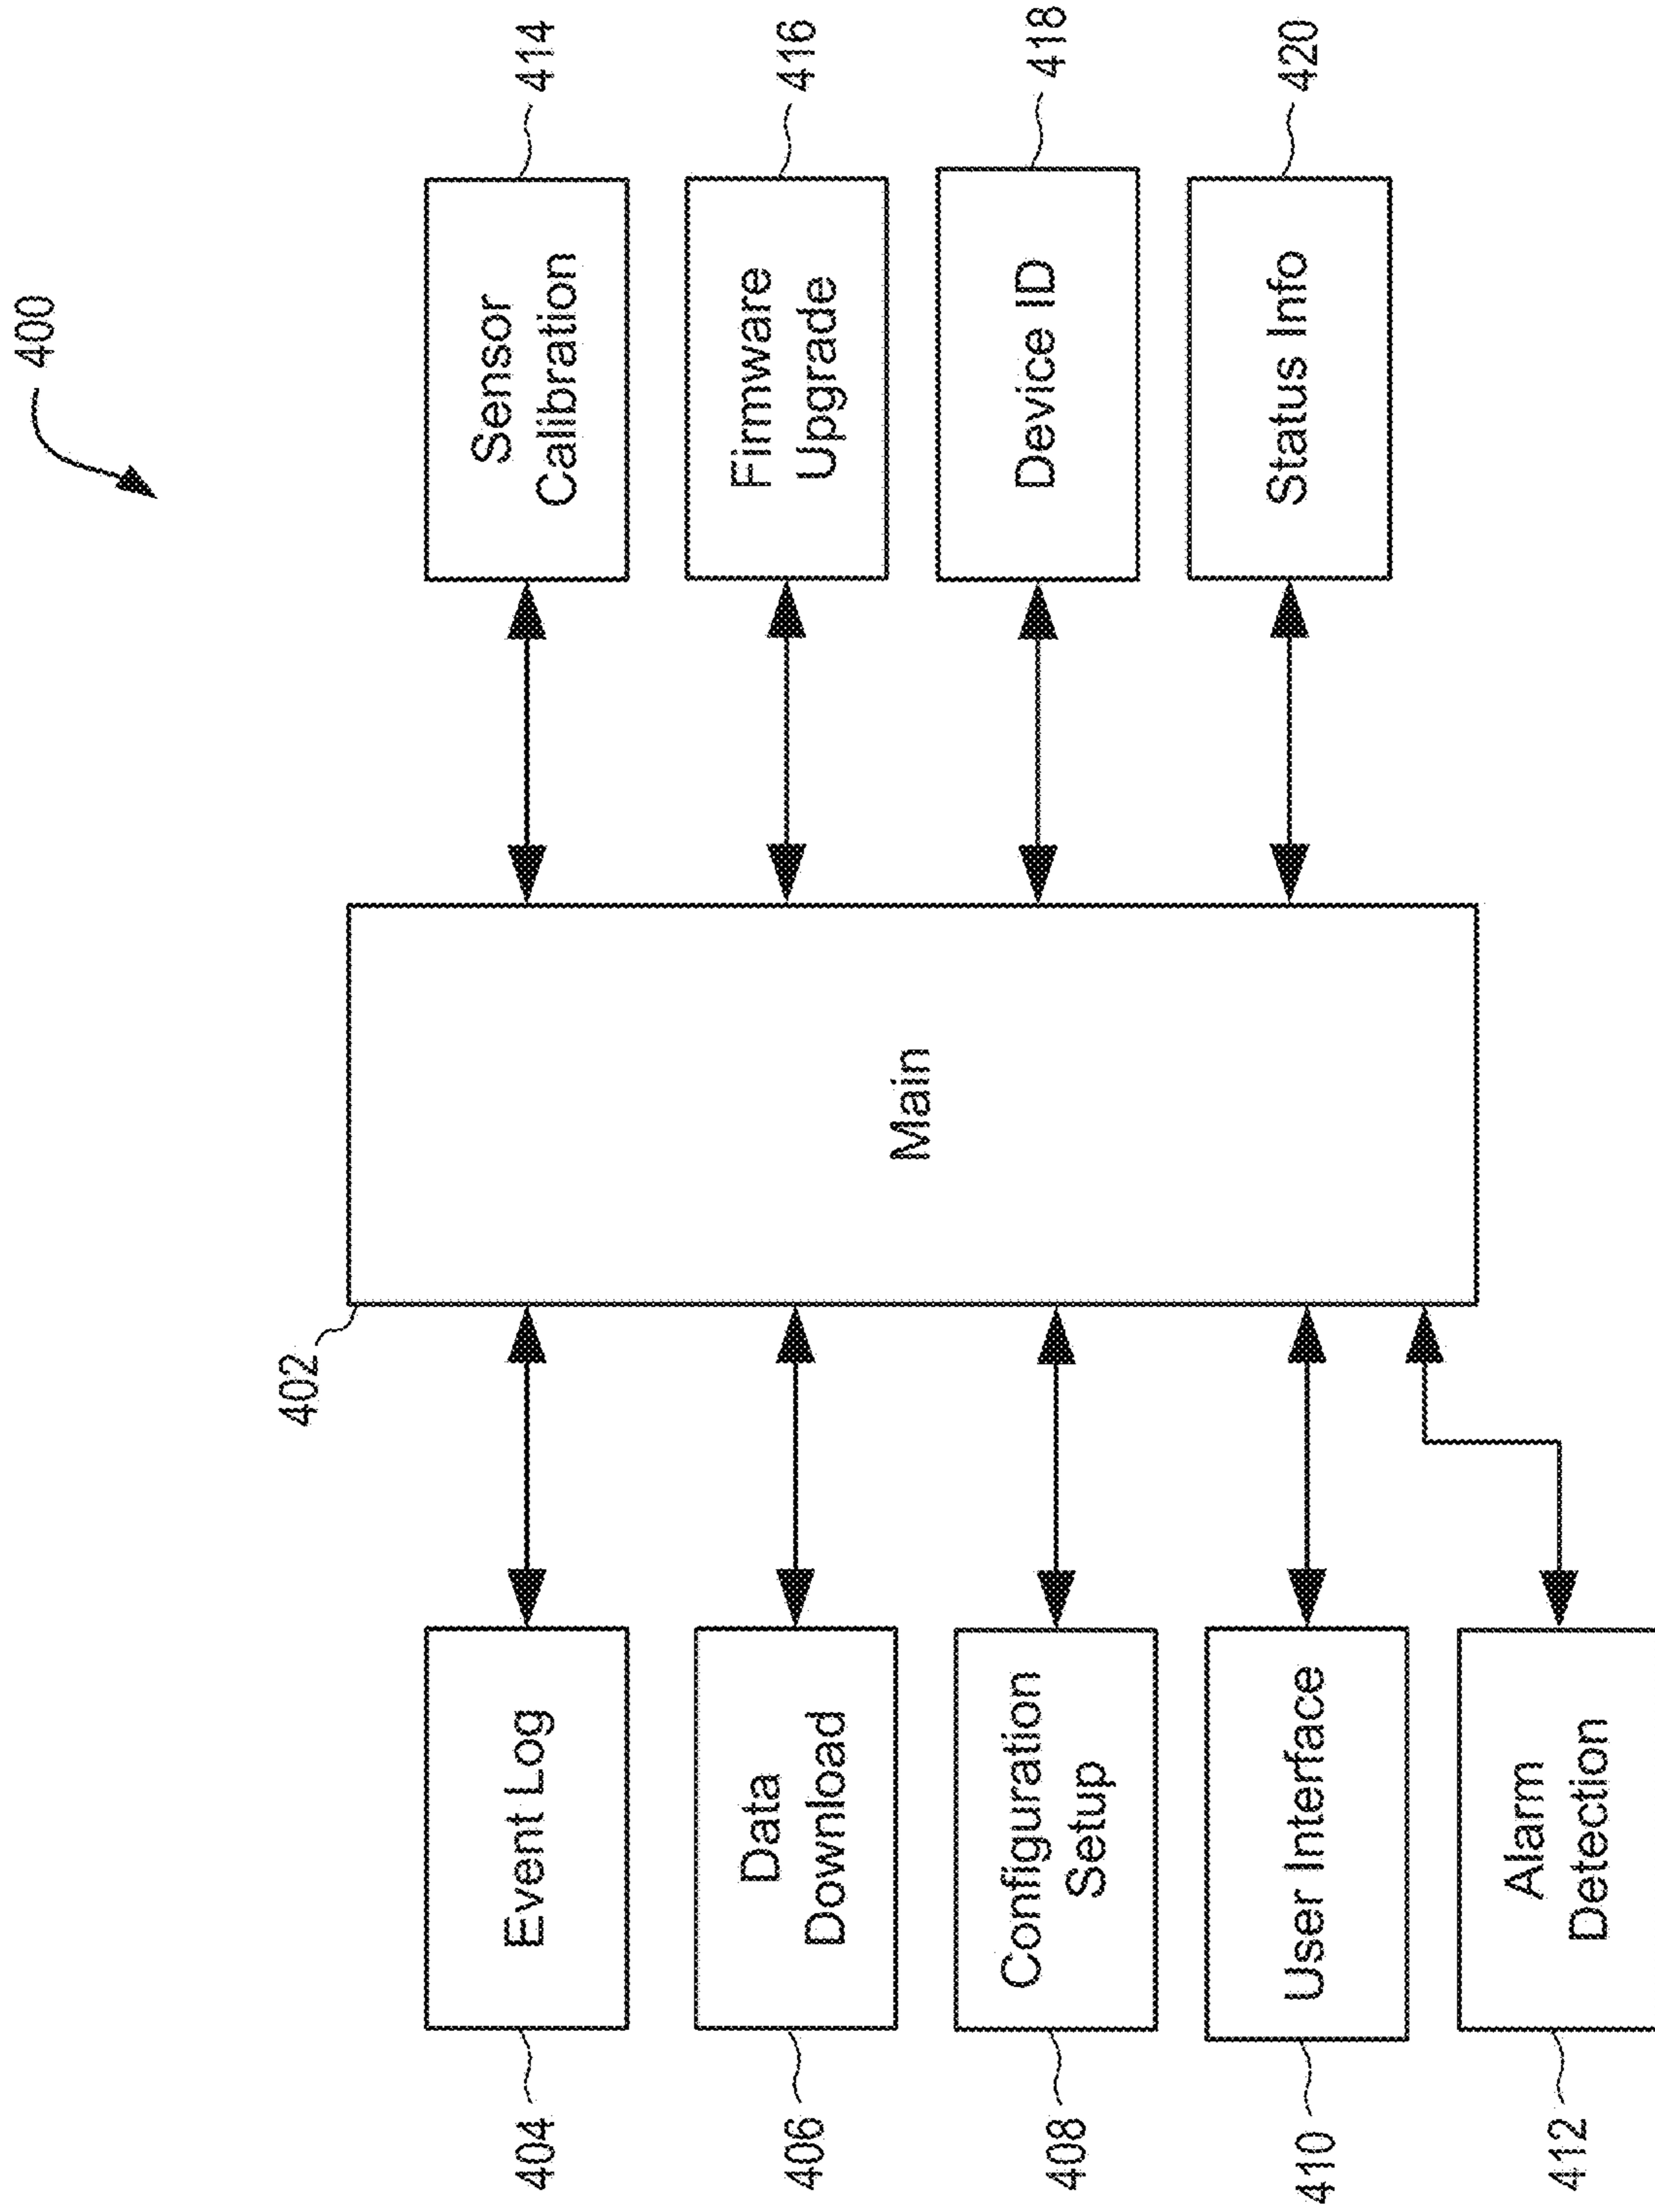 400
402
Main
404
Event Log
406
Data
Download
408
Configuration
Setup
410
User Interface
412
Alarm
Detection
Sensor
Calibration
414
Firmware
Upgrade
416
Device ID
418
Status Info
420